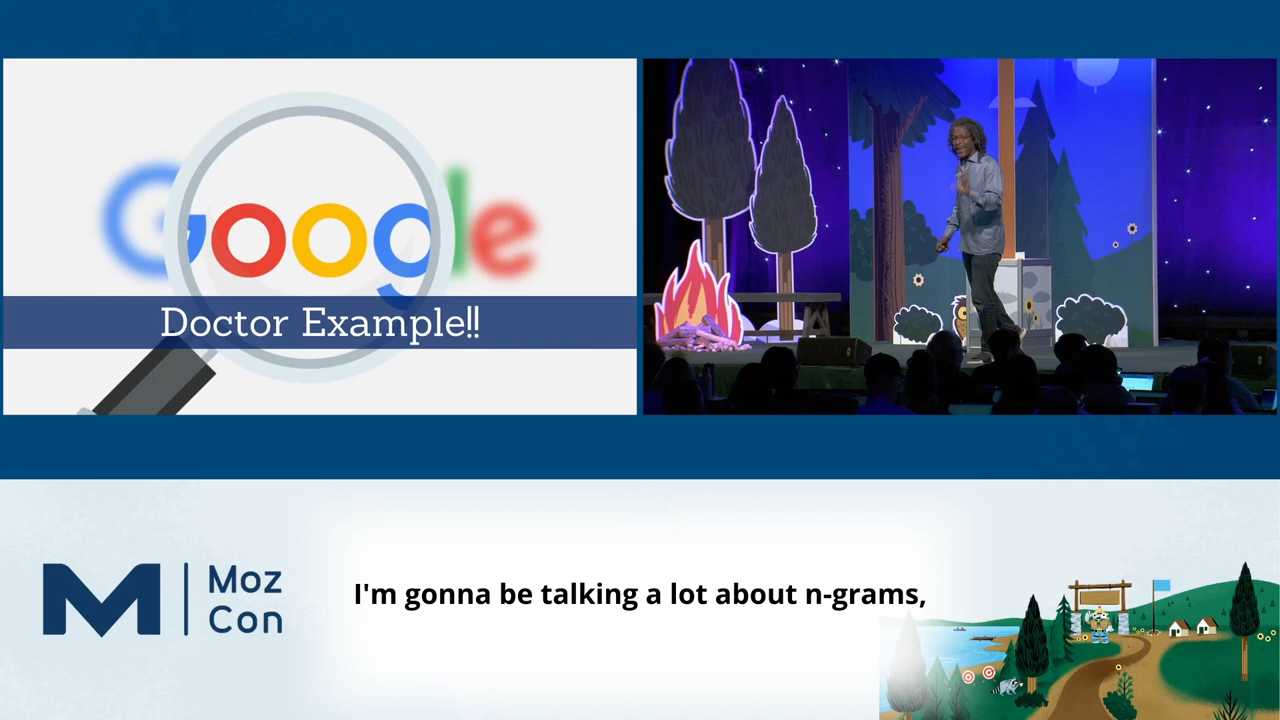 Google
Doctor Example!!
Moz
Con
I'm gonna be talking a lot about n-grams,